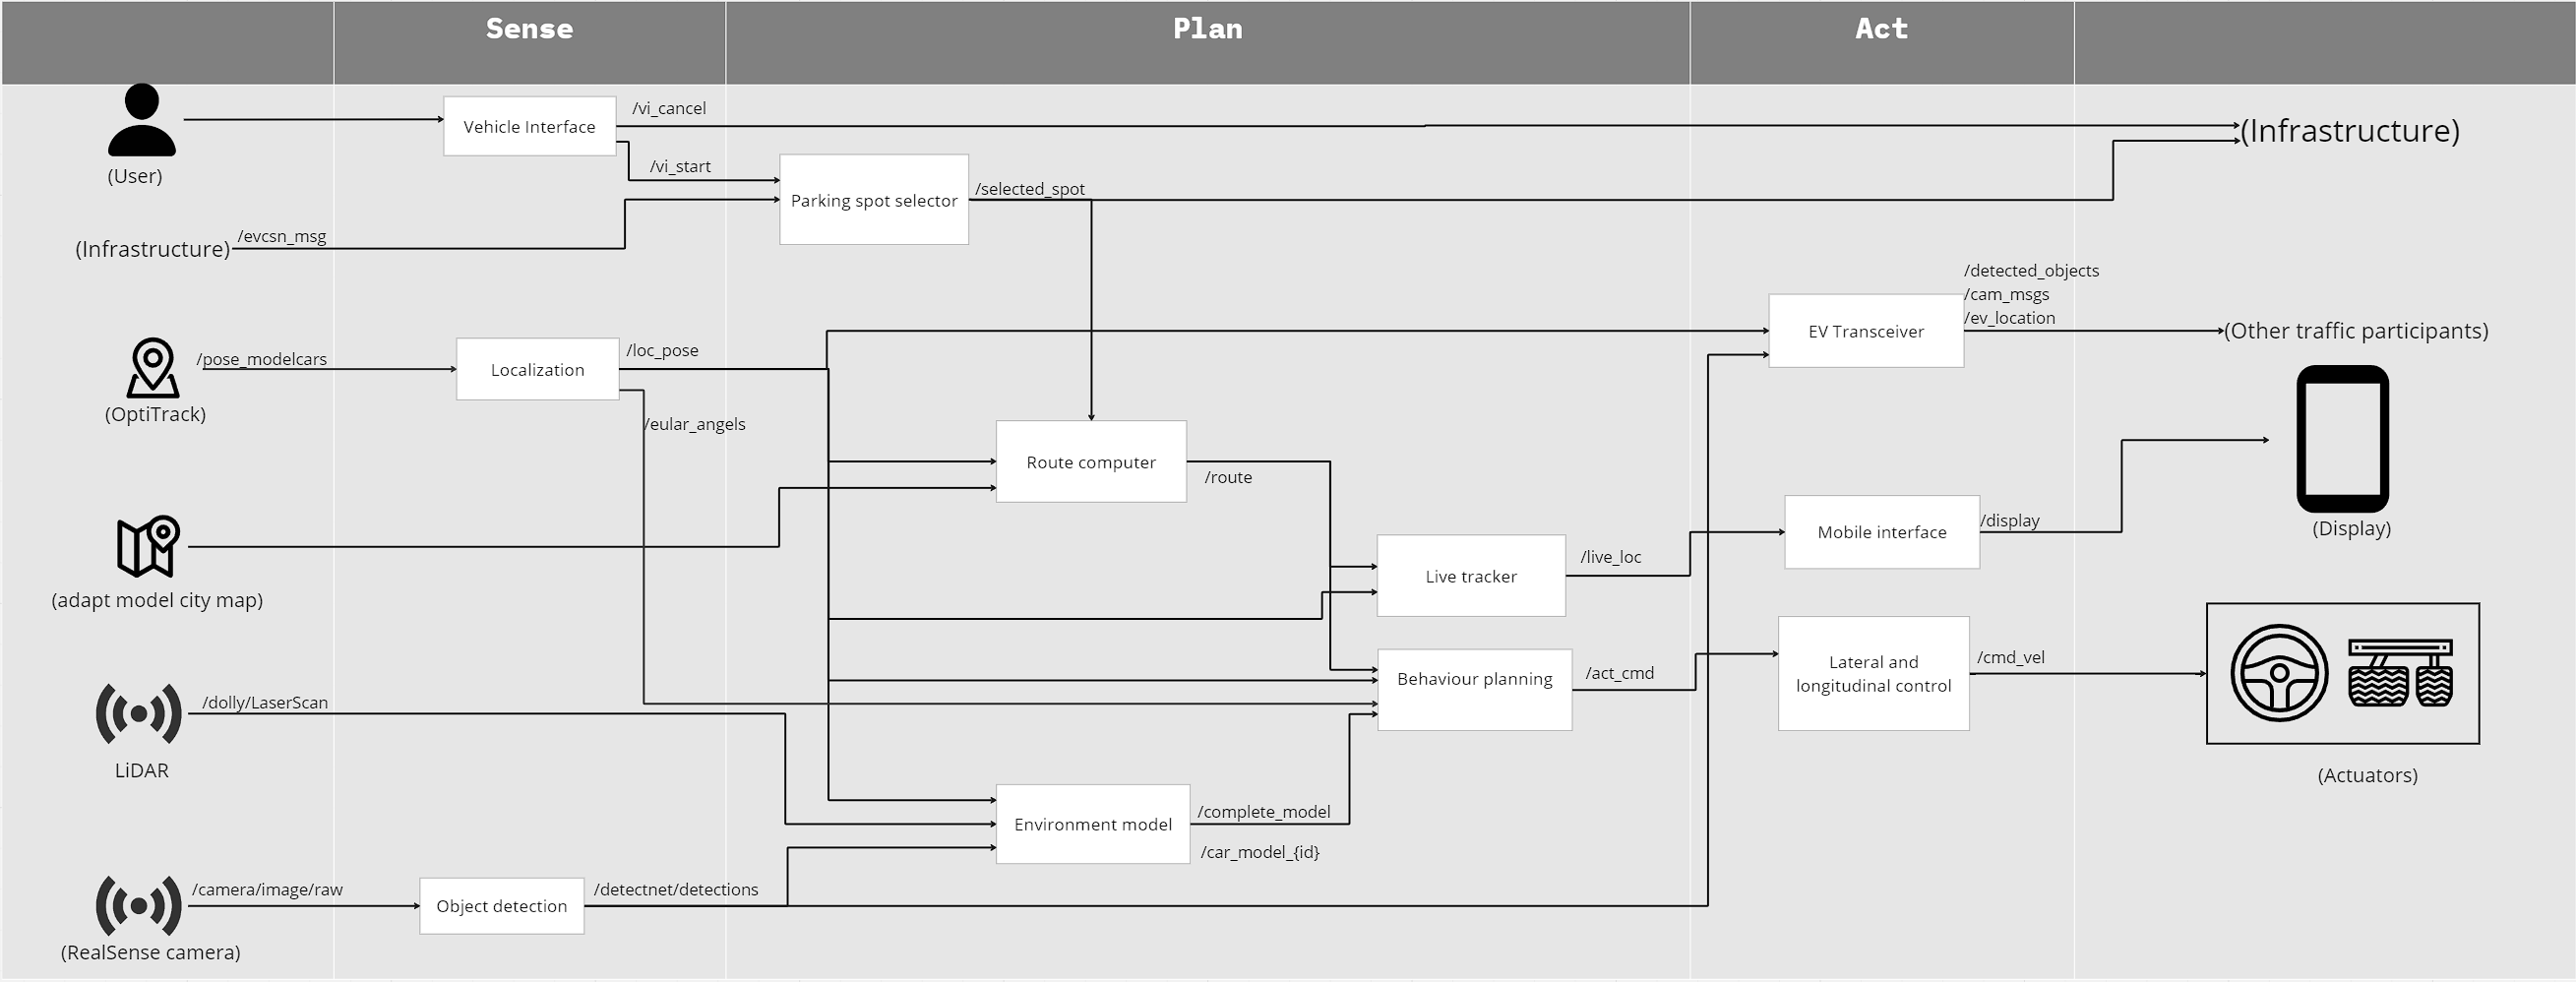 Sense
Plan
Act
/vi_cancel
Vehicle Interface
(Infrastructure)
/vi_start
(User)
/selected_spot
Parking spot selector
/evcsn_msg
(Infrastructure)
/detected_objects
/cam_msgs
/ev_location
EV Transceiver
(Other traffic participants)
/loc_pose
/pose_modelcars
Localization
(OptiTrack)
/eular_angels
Route computer
/route
/display
Mobile interface
(Display)
/live_loc
Live tracker
(adapt model city map)
/cmd_vel
Lateral and
longitudinal control
/act_cmd
Behaviour planning
/dolly/LaserScan
LiDAR
(Actuators)
/complete_model
Environment model
/car_model_{id}
/camera/image/raw
/detectnet/detections
Object detection
(RealSense camera)